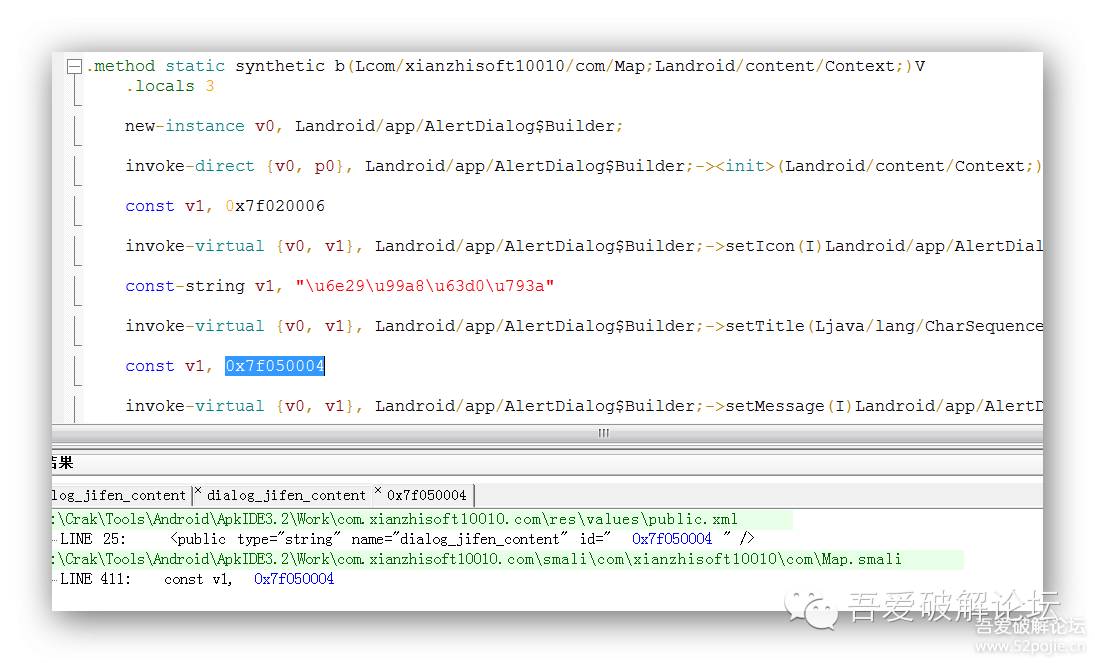 .method static synthetic b(Lcom/xianzhisoft10010/com/Map;Landroid/content/Context;)V
.locals 3
new-instance v0, Landroid/app/AlertDialog$Builder;
invoke-direct {v0, p0}, Landroid/app/AlertDialog$Builder;-><init>(Landroid/content/Context;)
const v1, 0x7f020006
invoke-virtual {v0, v1}, Landroid/app/AlertDialog$Builder;->setIcon(I)Landroid/app/AlertDial
const-string v1, "\u6e29\u99a8\u63d0\u793a"
invoke-virtual {v0, v1}, Landroid/app/AlertDialog$Builder;->setTitle(Ljava/lang/CharSequence
const v1, 0x7f050004
invoke-virtual {v0, v1}, Landroid/app/AlertDialog$Builder;->setMessage(I)Landroid/app/AlertD
结果
log_jifen_content × dialog_jifen_content × 0x7f050004
:\Crak\Tools\Android\ApkIDE3.2\Work\com.xianzhisoft10010.com\res\values\public.xml
LINE 25: <public type="string" name="dialog_jifen_content" id=" 0x7f050004 " />
:\Crak\Tools\Android\ApkIDE3.2\Work\com.xianzhisoft10010.com\smali\com\xianzhisoft10010\com\Map.smali
LINE 411: const v1, 0x7f050004
吾爱破解论坛
吾爱破解论坛
www.52pojie.cn